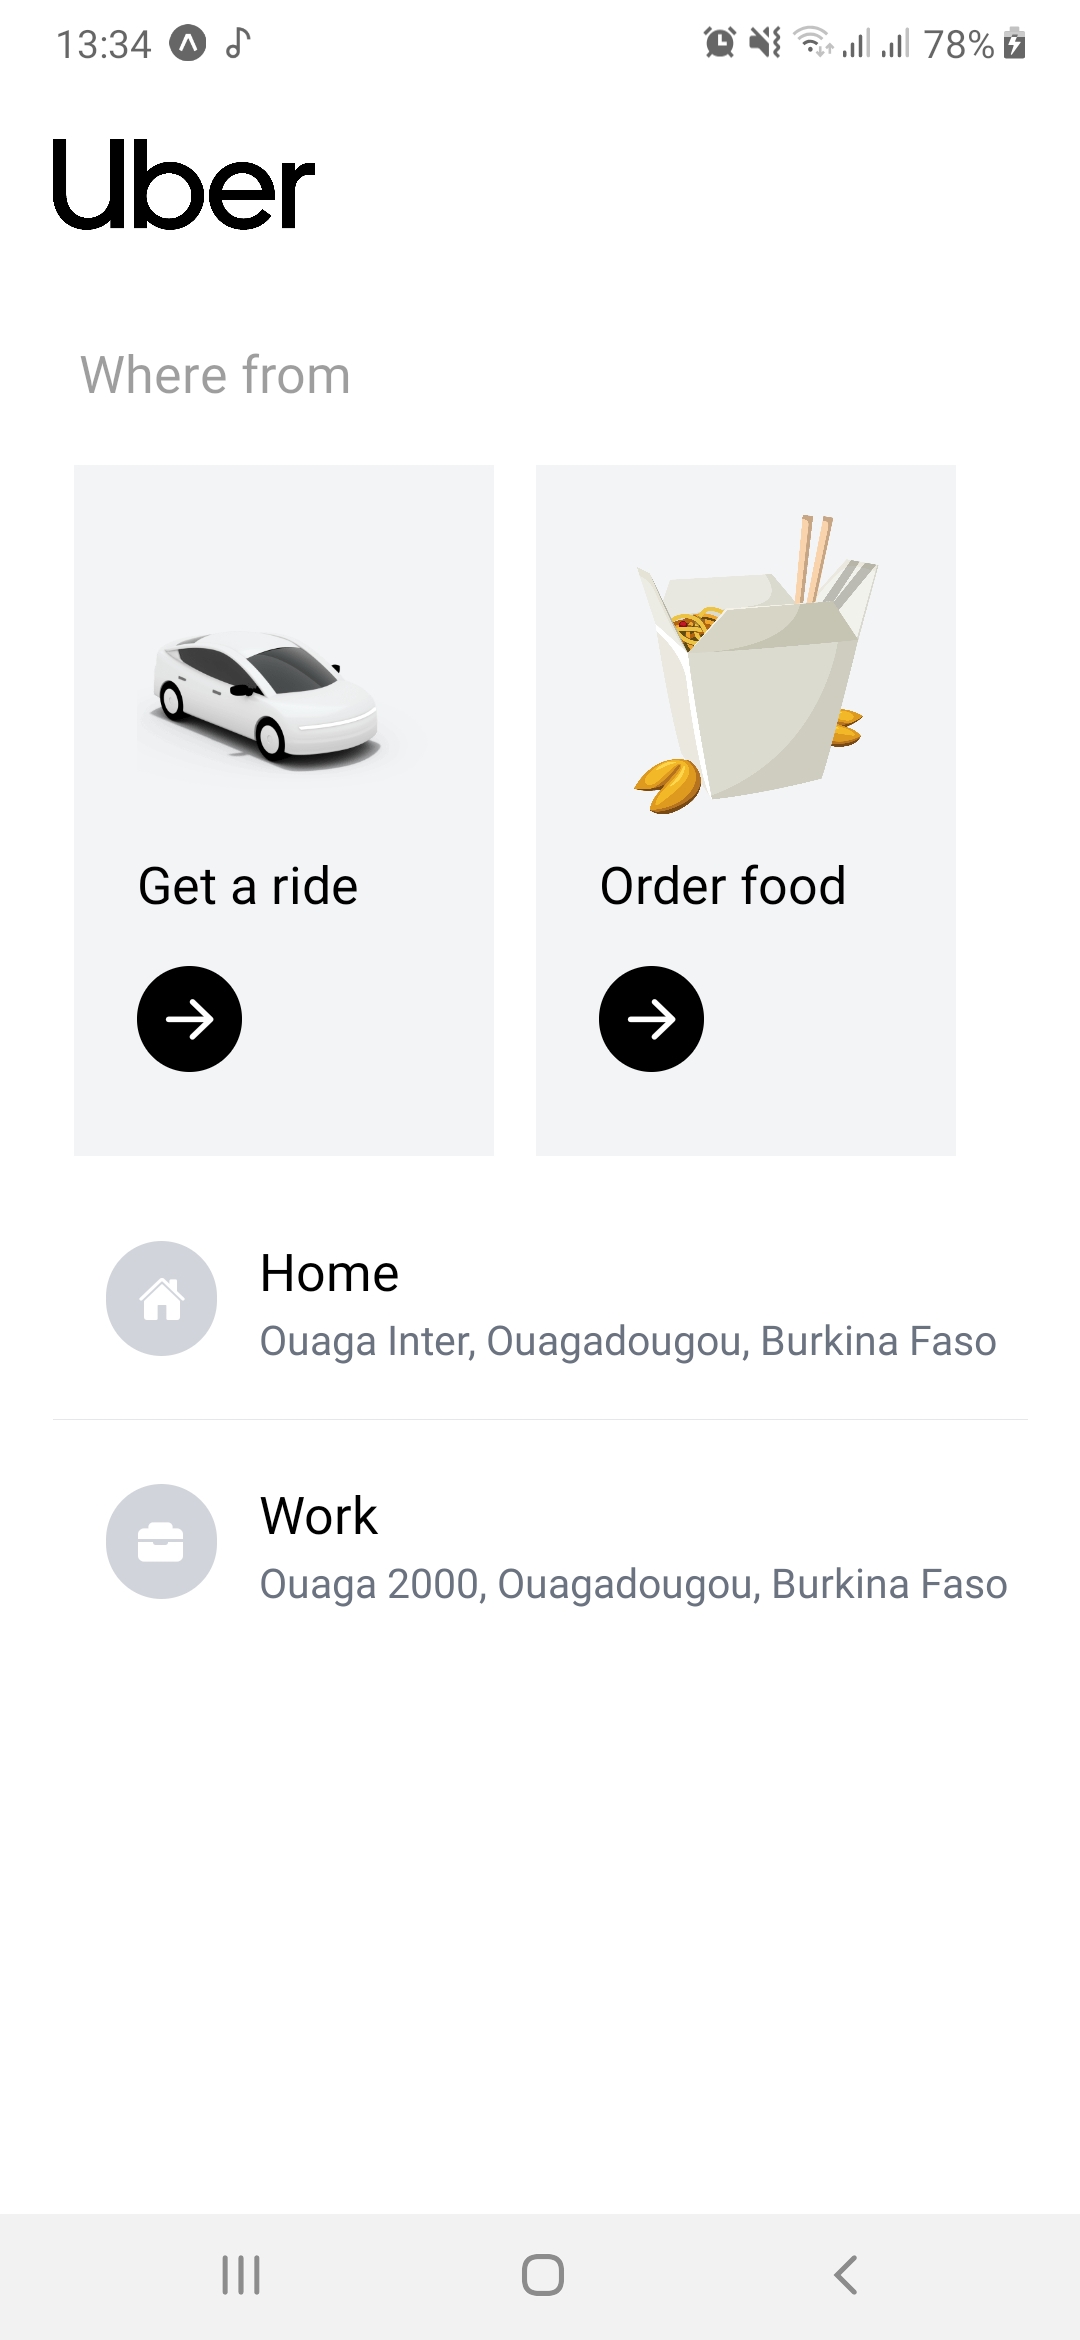 13:34
78%
Uber
Where from
Get a ride
Order food
Home
Ouaga Inter, Ouagadougou, Burkina Faso
Work
Ouaga 2000, Ouagadougou, Burkina Faso